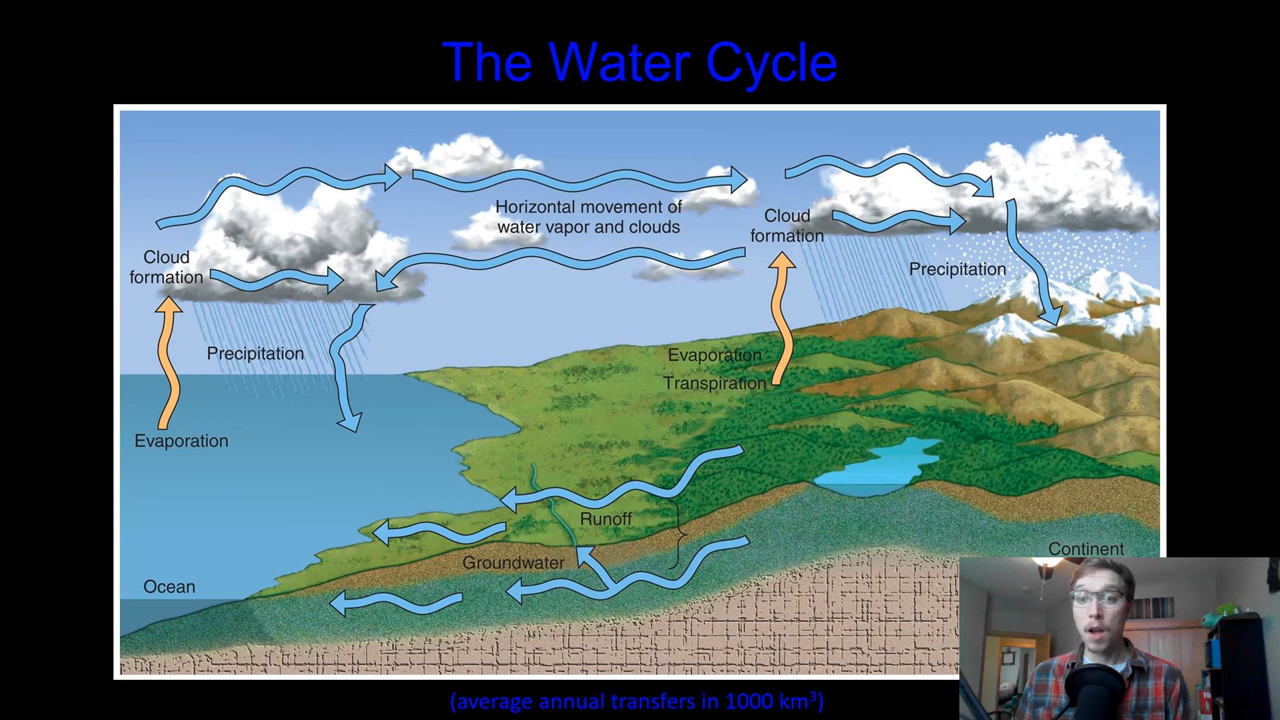 The Water Cycle
Horizontal movement of
water vapor and clouds
Cloud
formation
Cloud
formation
Precipitation
Precipitation
Evaporation
Transpiration
Evaporation
Runoff
Groundwater
Continent
Ocean
(average annual transfers in 1000 km³)